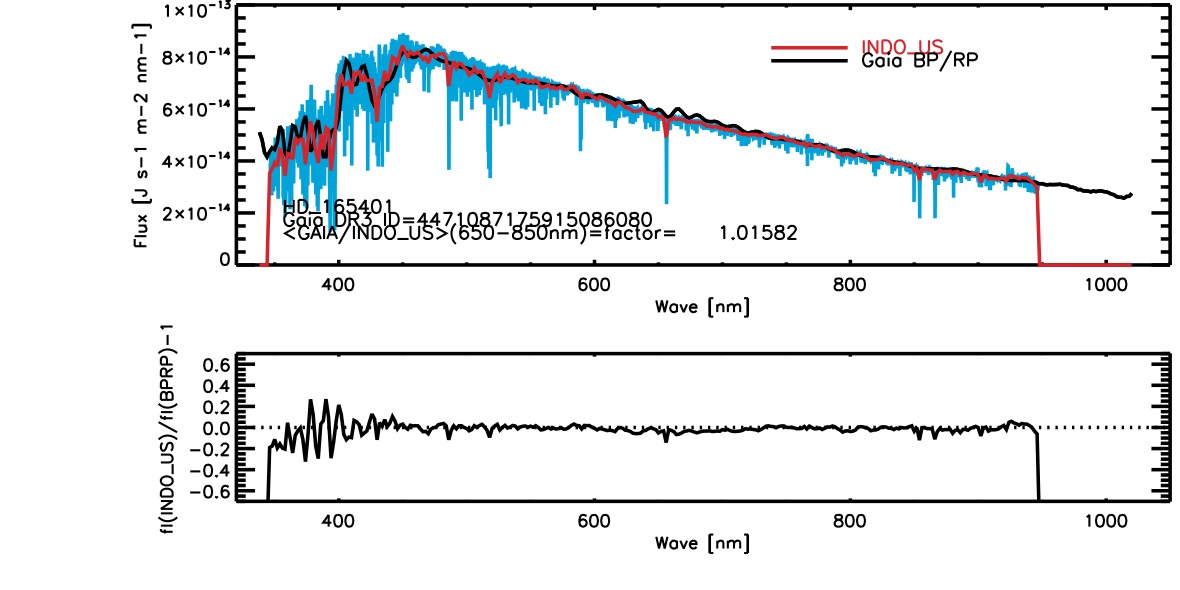 1×10−13
8×10−14
6×10−14
4×10−14
2×10−14
0
Flux [J s−1 m−2 nm−1]
INDO_US
Gaia BP/RP
HD_165401
Gaia DR3 ID=4471087175915086080
<GAIA/INDO_US>(650−850nm)=factor= 1.01582
400 600 800 1000
Wave [nm]
fl(INDO_US)/fl(BPRP)−1
0.6
0.4
0.2
0.0
−0.2
−0.4
−0.6
400 600 800 1000
Wave [nm]